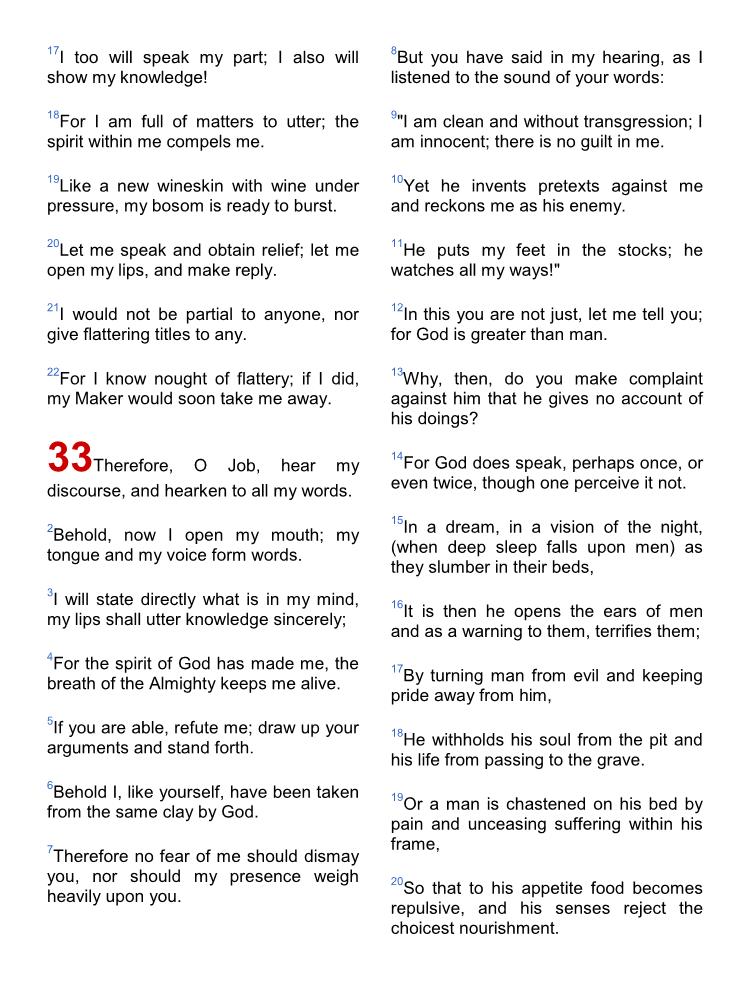 17I too will speak my part; I also will
show my knowledge!
18For I am full of matters to utter; the
spirit within me compels me.
19Like a new wineskin with wine under
pressure, my bosom is ready to burst.
20Let me speak and obtain relief; let me
open my lips, and make reply.
21I would not be partial to anyone, nor
give flattering titles to any.
22For I know nought of flattery; if I did,
my Maker would soon take me away.
33Therefore, O Job, hear my
discourse, and hearken to all my words.
2Behold, now I open my mouth; my
tongue and my voice form words.
3I will state directly what is in my mind,
my lips shall utter knowledge sincerely;
4For the spirit of God has made me, the
breath of the Almighty keeps me alive.
5If you are able, refute me; draw up your
arguments and stand forth.
6Behold I, like yourself, have been taken
from the same clay by God.
7Therefore no fear of me should dismay
you, nor should my presence weigh
heavily upon you.
8But you have said in my hearing, as I
listened to the sound of your words:
9"I am clean and without transgression; I
am innocent; there is no guilt in me.
10Yet he invents pretexts against me
and reckons me as his enemy.
11He puts my feet in the stocks; he
watches all my ways!"
12In this you are not just, let me tell you;
for God is greater than man.
13Why, then, do you make complaint
against him that he gives no account of
his doings?
14For God does speak, perhaps once, or
even twice, though one perceive it not.
15In a dream, in a vision of the night,
(when deep sleep falls upon men) as
they slumber in their beds,
16It is then he opens the ears of men
and as a warning to them, terrifies them;
17By turning man from evil and keeping
pride away from him,
18He withholds his soul from the pit and
his life from passing to the grave.
19Or a man is chastened on his bed by
pain and unceasing suffering within his
frame,
20So that to his appetite food becomes
repulsive, and his senses reject the
choicest nourishment.